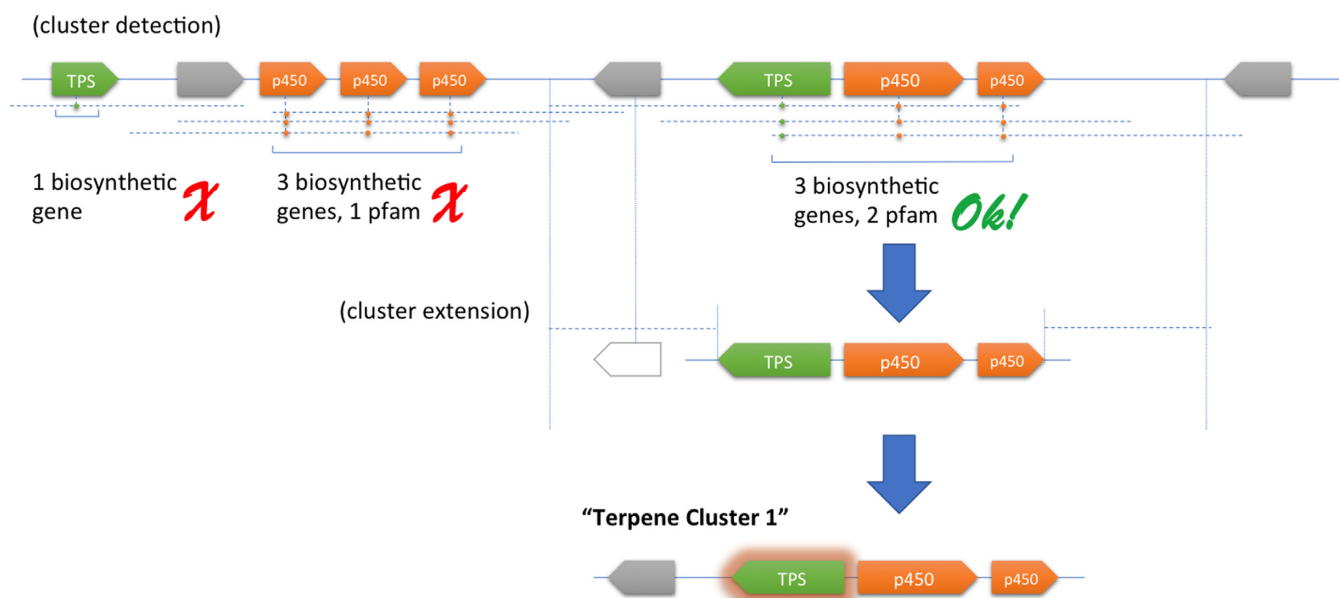 (cluster detection)
TPS p450 p450 p450 TPS p450 p450
1 biosynthetic
gene
X
3 biosynthetic
genes, 1 pfam
X
3 biosynthetic
genes, 2 pfam
Ok!
(cluster extension)
TPS p450 p450
“Terpene Cluster 1”
TPS p450 p450